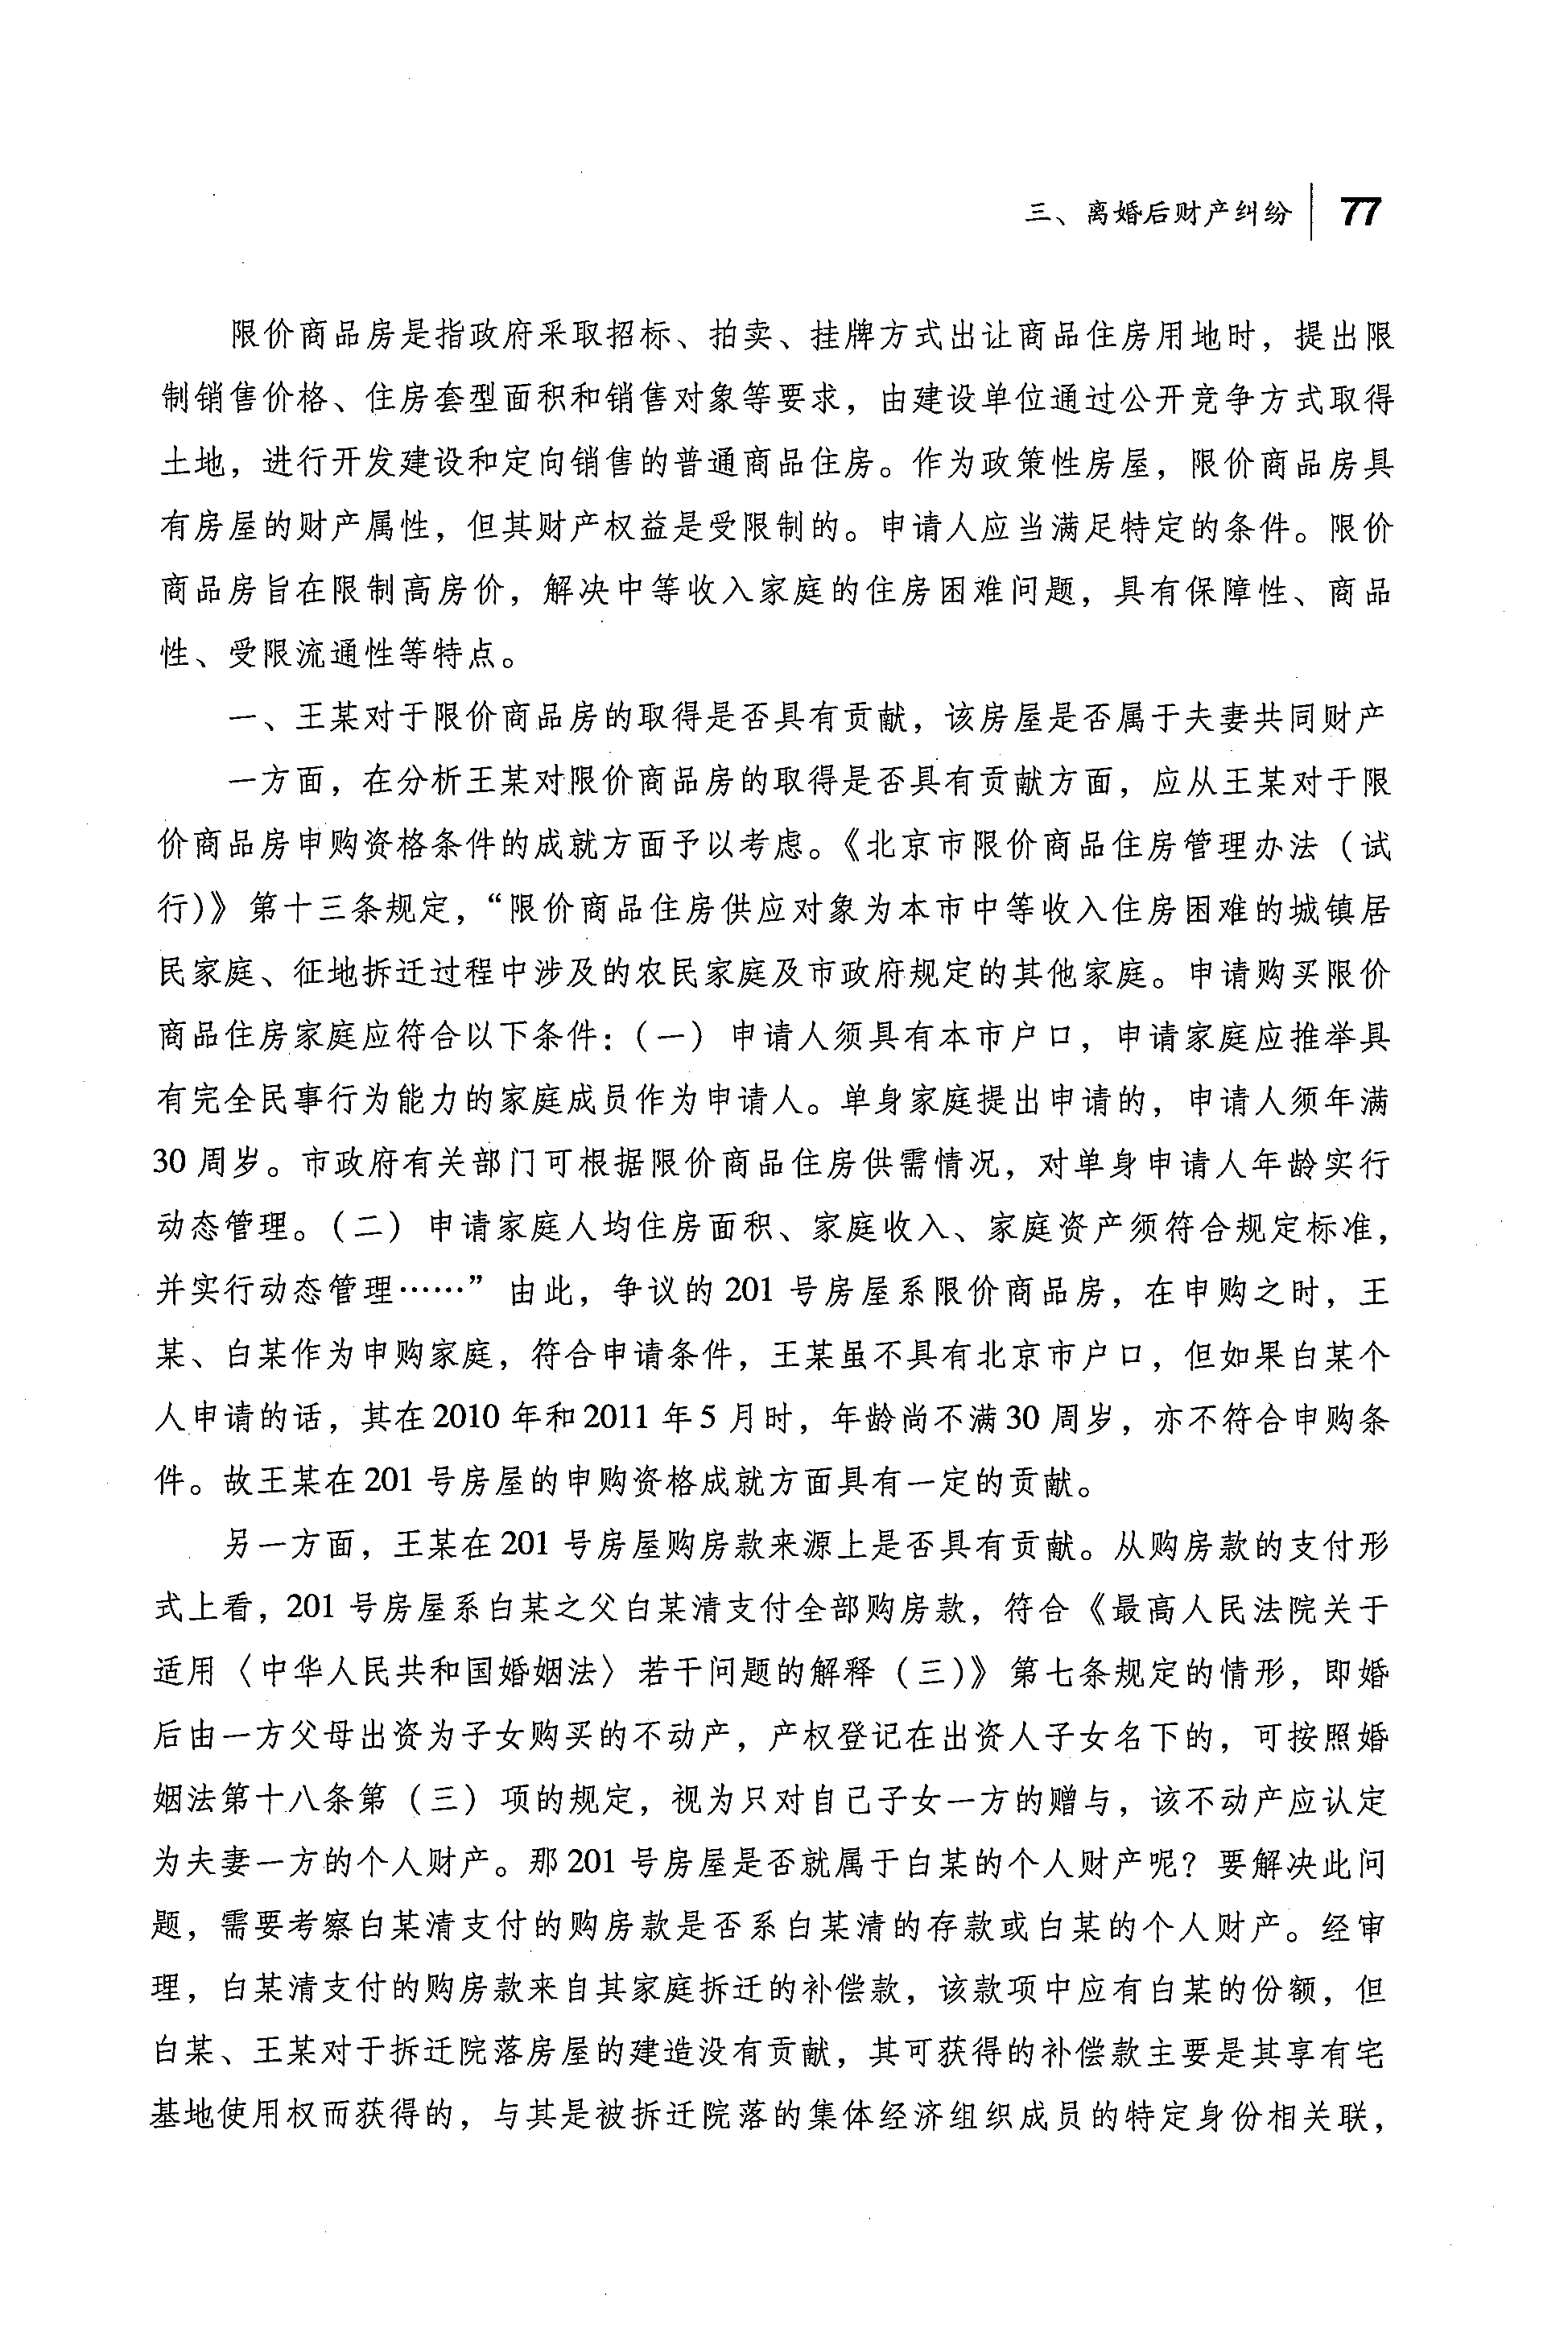 三、离婚后财产纠纷 77
限价商品房是指政府采取招标、拍卖、挂牌方式出让商品住房用地时，提出限
制销售价格、住房套型面积和销售对象等要求，由建设单位通过公开竞争方式取得
土地，进行开发建设和定向销售的普通商品住房。作为政策性房屋，限价商品房具
有房屋的财产属性，但其财产权益是受限制的。申请人应当满足特定的条件。限价
商品房旨在限制高房价，解决中等收入家庭的住房困难问题，具有保障性、商品
性、受限流通性等特点。
一、王某对于限价商品房的取得是否具有贡献，该房屋是否属于夫妻共同财产
一方面，在分析王某对限价商品房的取得是否具有贡献方面，应从王某对于限
价商品房申购资格条件的成就方面予以考虑。《北京市限价商品住房管理办法（试
行）》第十三条规定，“限价商品住房供应对象为本市中等收入住房困难的城镇居
民家庭、征地拆迁过程中涉及的农民家庭及市政府规定的其他家庭。申请购买限价
商品住房家庭应符合以下条件：（一）申请人须具有本市户口，申请家庭应推举具
有完全民事行为能力的家庭成员作为申请人。单身家庭提出申请的，申请人须年满
30 周岁。市政府有关部门可根据限价商品住房供需情况，对单身申请人年龄实行
动态管理。（二）申请家庭人均住房面积、家庭收入、家庭资产须符合规定标准，
并实行动态管理……”由此，争议的 201 号房屋系限价商品房，在申购之时，王
某、白某作为申购家庭，符合申请条件，王某虽不具有北京市户口，但如果白某个
人申请的话，其在 2010 年和 2011 年 5 月时，年龄尚不满 30 周岁，亦不符合申购条
件。故王某在 201 号房屋的申购资格成就方面具有一定的贡献。
另一方面，王某在 201 号房屋购房款来源上是否具有贡献。从购房款的支付形
式上看，201 号房屋系白某之父白某清支付全部购房款，符合《最高人民法院关于
适用〈中华人民共和国婚姻法〉若干问题的解释（三）》第七条规定的情形，即婚
后由一方父母出资为子女购买的不动产，产权登记在出资人子女名下的，可按照婚
姻法第十八条第（三）项的规定，视为只对自己子女一方的赠与，该不动产应认定
为夫妻一方的个人财产。那 201 号房屋是否就属于白某的个人财产呢？要解决此问
题，需要考察白某清支付的购房款是否系白某清的存款或白某的个人财产。经审
理，白某清支付的购房款来自其家庭拆迁的补偿款，该款项中应有白某的份额，但
白某、王某对于拆迁院落房屋的建造没有贡献，其可获得的补偿款主要是其享有宅
基地使用权而获得的，与其是被拆迁院落的集体经济组织成员的特定身份相关联，